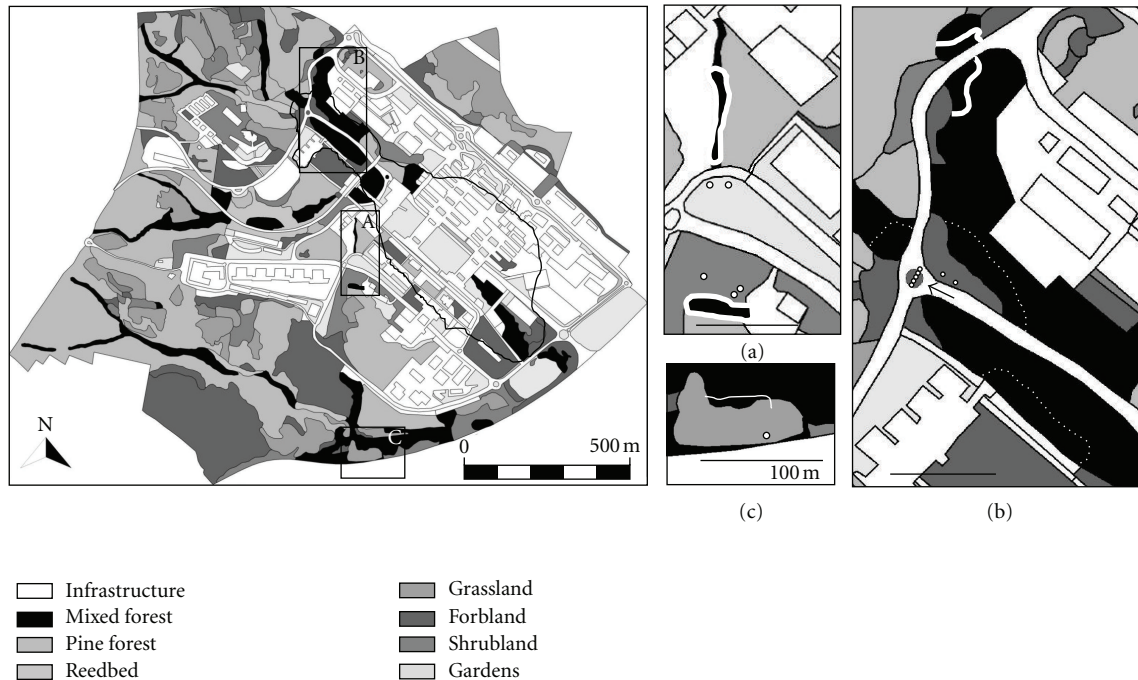 B
A
C
N
0 500 m
(a)
100 m
(c)
(b)
Infrastructure
Mixed forest
Pine forest
Reedbed
Grassland
Forbland
Shrubland
Gardens